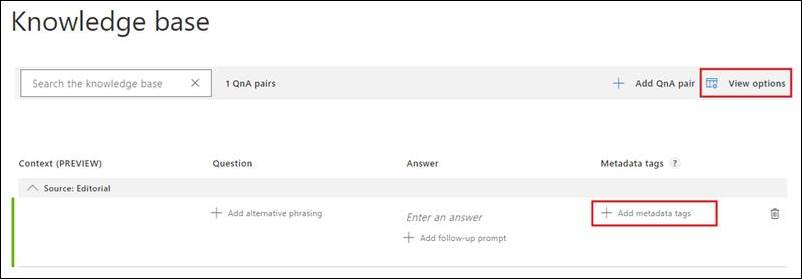 Knowledge base
Search the knowledge base
1 QnA pairs
Add QnA pair
View options
Context (PREVIEW) Question Answer Metadata tags ?
Source: Editorial
Add alternative phrasing
Enter an answer
Add metadata tags
Add follow-up prompt